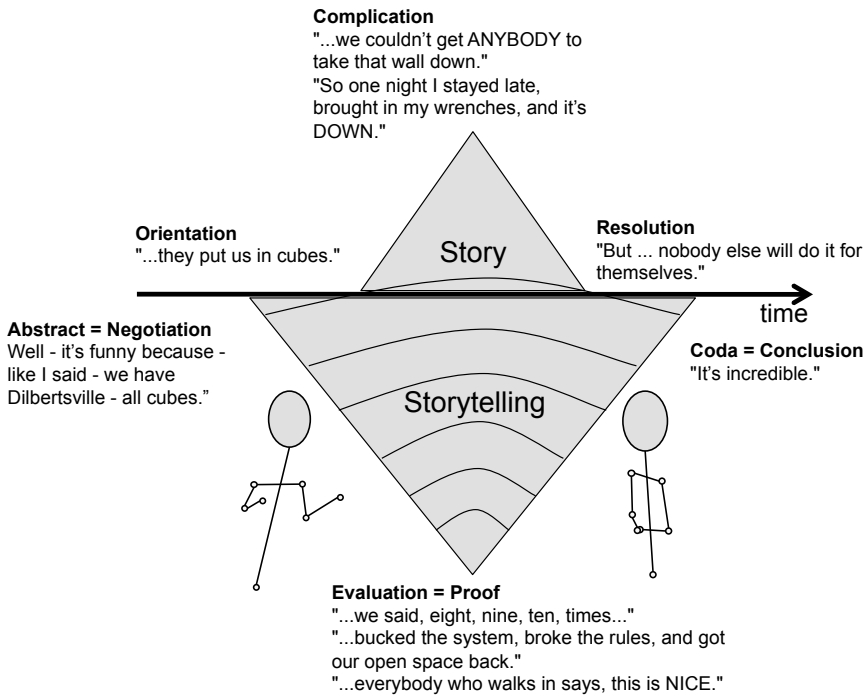 Complication
"...we couldn't get ANYBODY to
take that wall down."
"So one night I stayed late,
brought in my wrenches, and it's
DOWN."
Orientation
"...they put us in cubes."
Story
Resolution
"But ... nobody else will do it for
themselves."
time
Abstract = Negotiation
Well - it's funny because -
like I said - we have
Dilbertsville - all cubes.”
Coda = Conclusion
"It's incredible."
Storytelling
Evaluation = Proof
"...we said, eight, nine, ten, times..."
"...bucked the system, broke the rules, and got
our open space back."
"...everybody who walks in says, this is NICE."